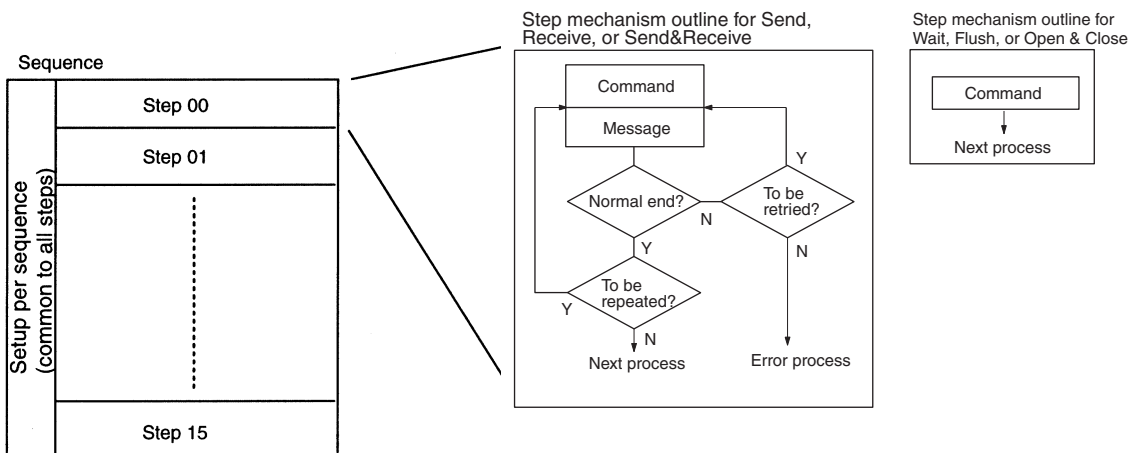 Sequence
Setup per sequence
(common to all steps)
Step 00
Step 01
Step 15
Step mechanism outline for Send,
Receive, or Send&Receive
Command
Message
Normal end?
N
To be
retried?
Y
N
Y
To be
repeated?
Y
N
Next process
Error process
Step mechanism outline for
Wait, Flush, or Open & Close
Command
Next process